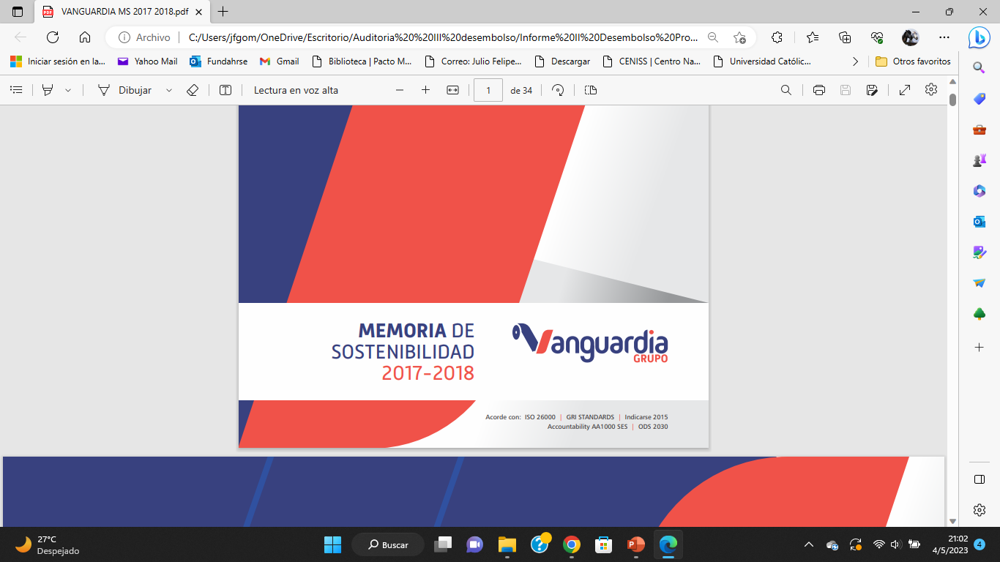 VANGUARDIA MS 2017 2018.pdf
Archivo
C:/Users/jfgom/OneDrive/Escritorio/Auditoria%20%20III%20desembolso/Informe%20II%20Desembolso%20Pro...
Iniciar sesión en la...
Yahoo Mail
Fundahrse
Gmail
Biblioteca | Pacto M...
Correo: Julio Felipe...
Descargar
CENISS | Centro Na...
Universidad Católic...
Otros favoritos
Dibujar
Lectura en voz alta
1
de 34
MEMORIA DE
SOSTENIBILIDAD
2017-2018
Vanguardia
GRUPO
Acorde con: ISO 26000 | GRI STANDARDS | Indicarse 2015
Accountability AA1000 SES | ODS 2030
27°C
Despejado
Buscar
21:02
4/5/2023
4